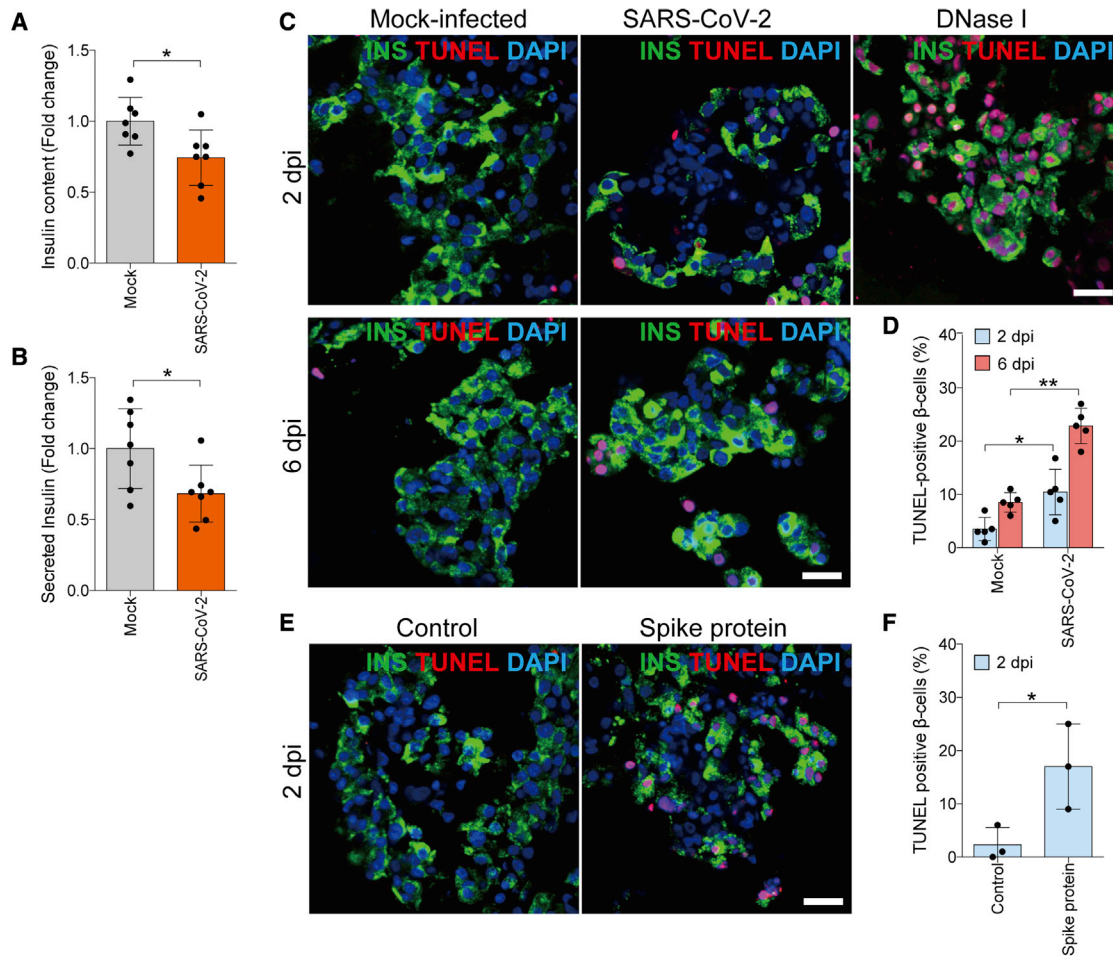 A
Insulin content (Fold change)
1.5
1.0
0.5
0.0
*
Mock
SARS-CoV-2
B
Secreted Insulin (Fold change)
1.5
1.0
0.5
0.0
*
Mock
SARS-CoV-2
C
Mock-infected
SARS-CoV-2
DNase I
2 dpi
INS TUNEL DAPI
INS TUNEL DAPI
INS TUNEL DAPI
6 dpi
INS TUNEL DAPI
INS TUNEL DAPI
D
TUNEL-positive β-cells (%)
40
30
20
10
0
2 dpi
6 dpi
*
**
Mock
SARS-CoV-2
E
Control
Spike protein
2 dpi
INS TUNEL DAPI
INS TUNEL DAPI
F
TUNEL positive β-cells (%)
40
30
20
10
0
2 dpi
*
Control
Spike protein